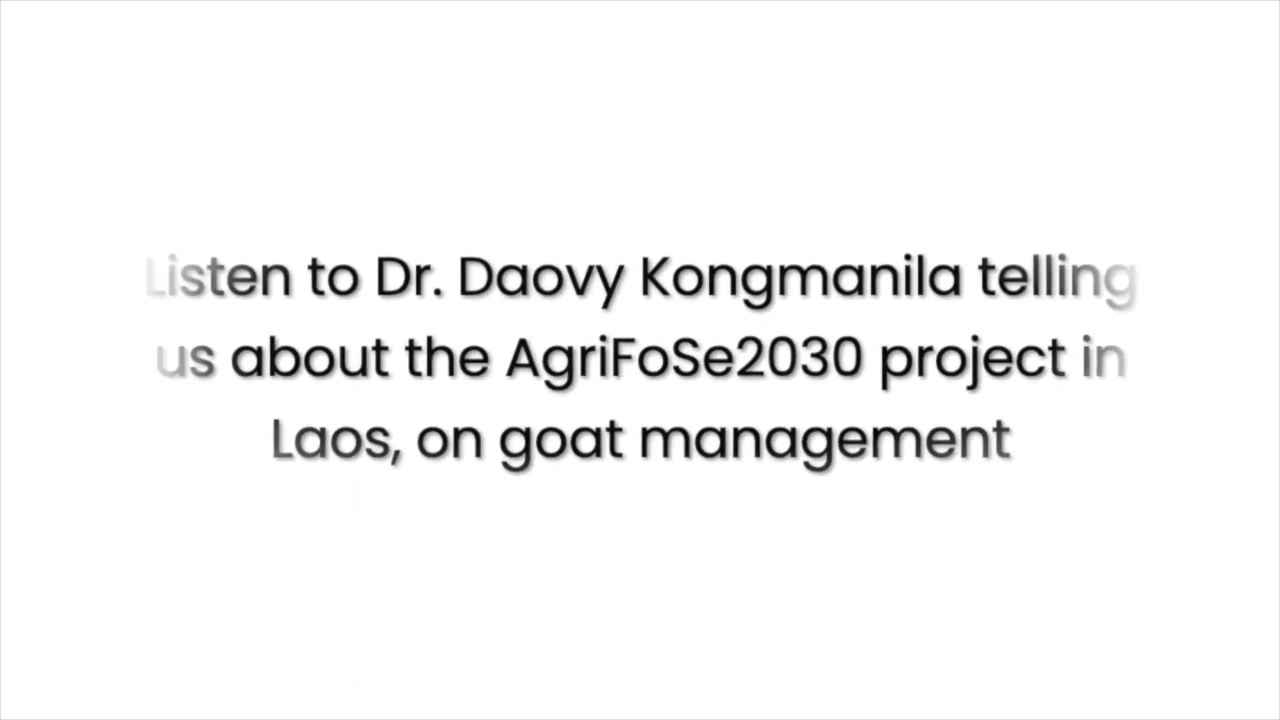 Listen to Dr. Daovy Kongmanila telling
us about the AgriFoSe2030 project in
Laos, on goat management